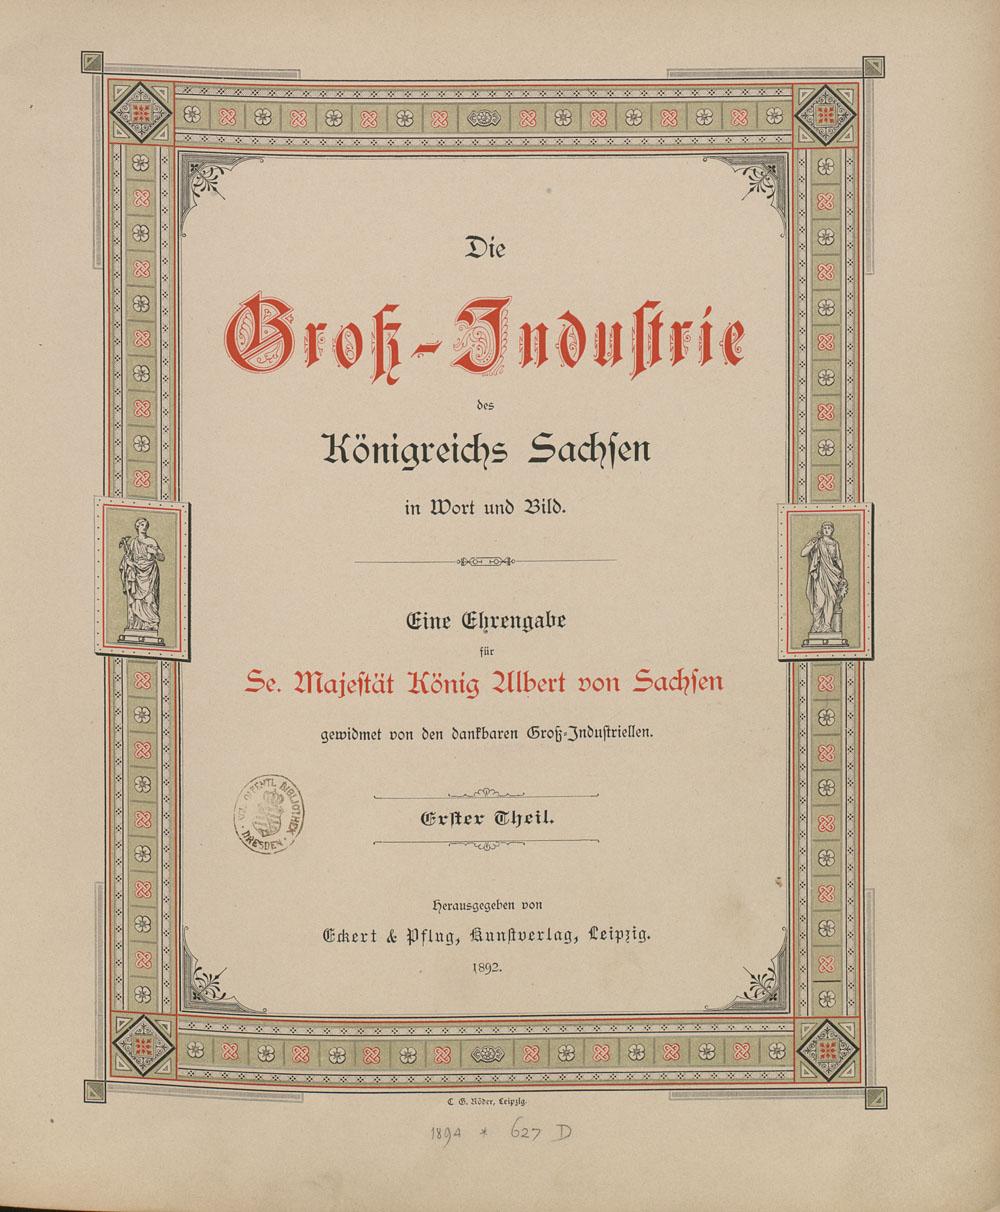 Die
Groß-Industrie
des
Königreichs Sachsen
in Wort und Bild.
Eine Ehrengabe
für
Se. Majestät König Albert von Sachsen
gewidmet von den dankbaren Groß-Industriellen.
Erster Theil.
BIBLIOTHEK
DRESDEN
Herausgegeben von
Eckert & Pflug, Kunstverlag, Leipzig.
1892.
C. G. Röder, Leipzig.
1894 * 627 D